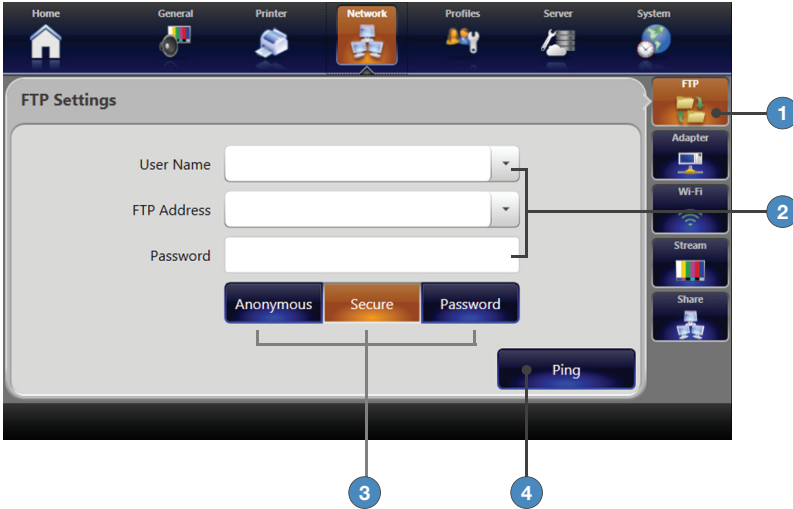 Home General Printer Network Profiles Server System
FTP Settings
FTP
1
Adapter
User Name
Wi-Fi
FTP Address
2
Password
Stream
Anonymous Secure Password
Share
Ping
3 4